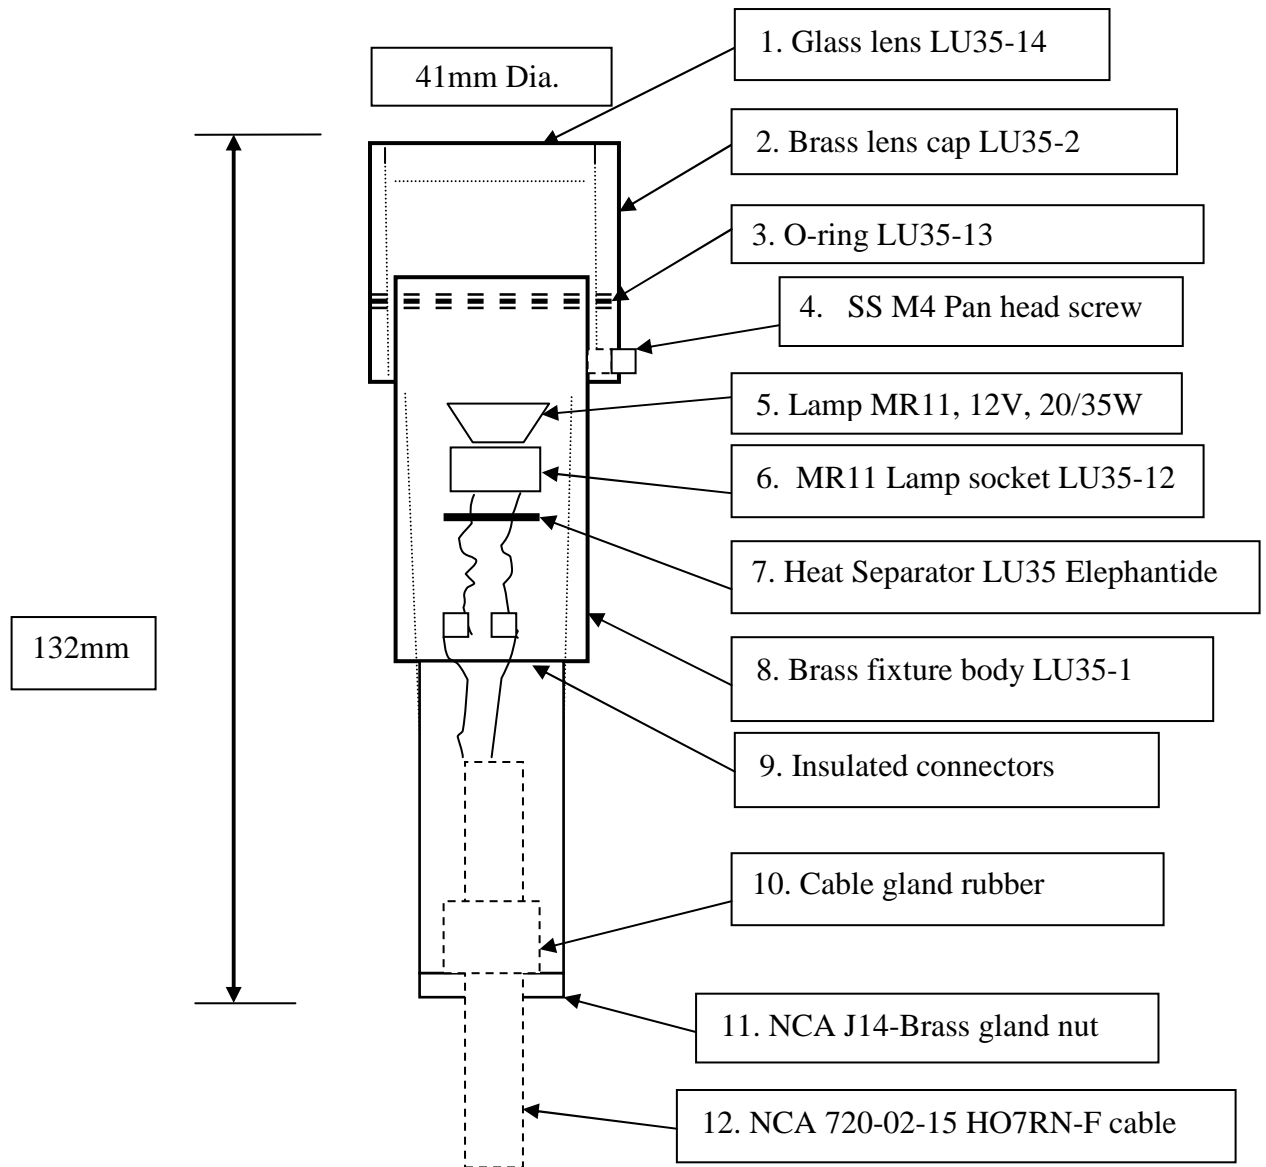 1. Glass lens LU35-14
41mm Dia.
2. Brass lens cap LU35-2
3. O-ring LU35-13
4. SS M4 Pan head screw
5. Lamp MR11, 12V, 20/35W
6. MR11 Lamp socket LU35-12
7. Heat Separator LU35 Elephantide
132mm
8. Brass fixture body LU35-1
9. Insulated connectors
10. Cable gland rubber
11. NCA J14-Brass gland nut
12. NCA 720-02-15 HO7RN-F cable